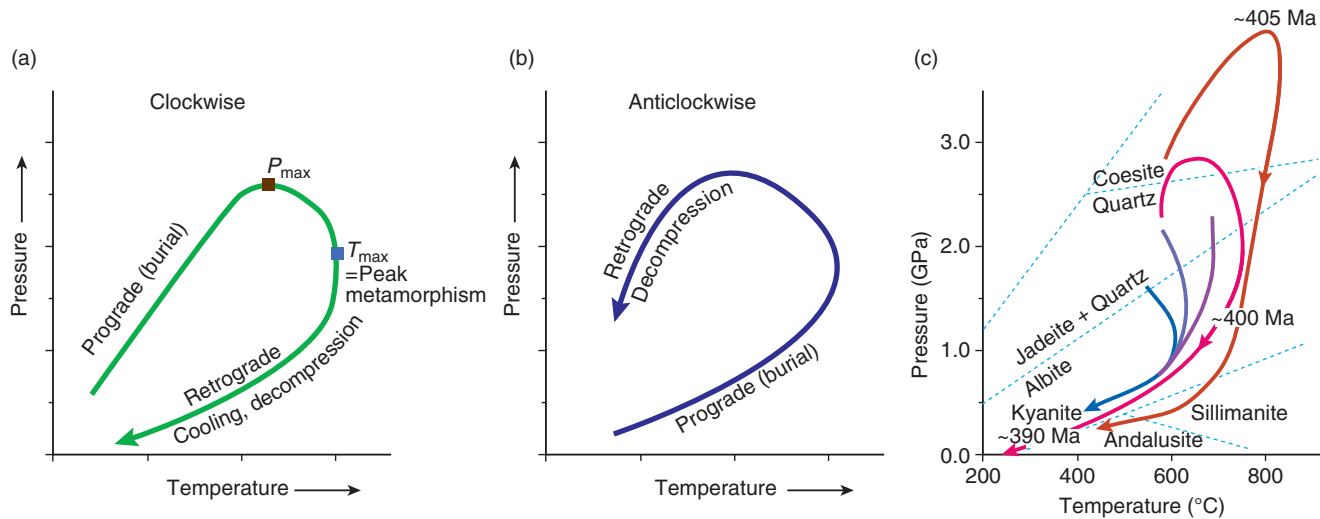 (a)
Clockwise
Pressure
P max
T max
=Peak
metamorphism
Prograde (burial)
Retrograde
Cooling, decompression
Temperature
(b)
Anticlockwise
Pressure
Retrograde
Decompression
Prograde (burial)
Temperature
(c)
~405 Ma
3.0
Coesite
Quartz
2.0
Pressure (GPa)
Jadeite + Quartz
Albite
~400 Ma
1.0
Kyanite
Sillimanite
Andalusite
~390 Ma
0.0
200
400
600
800
Temperature (°C)